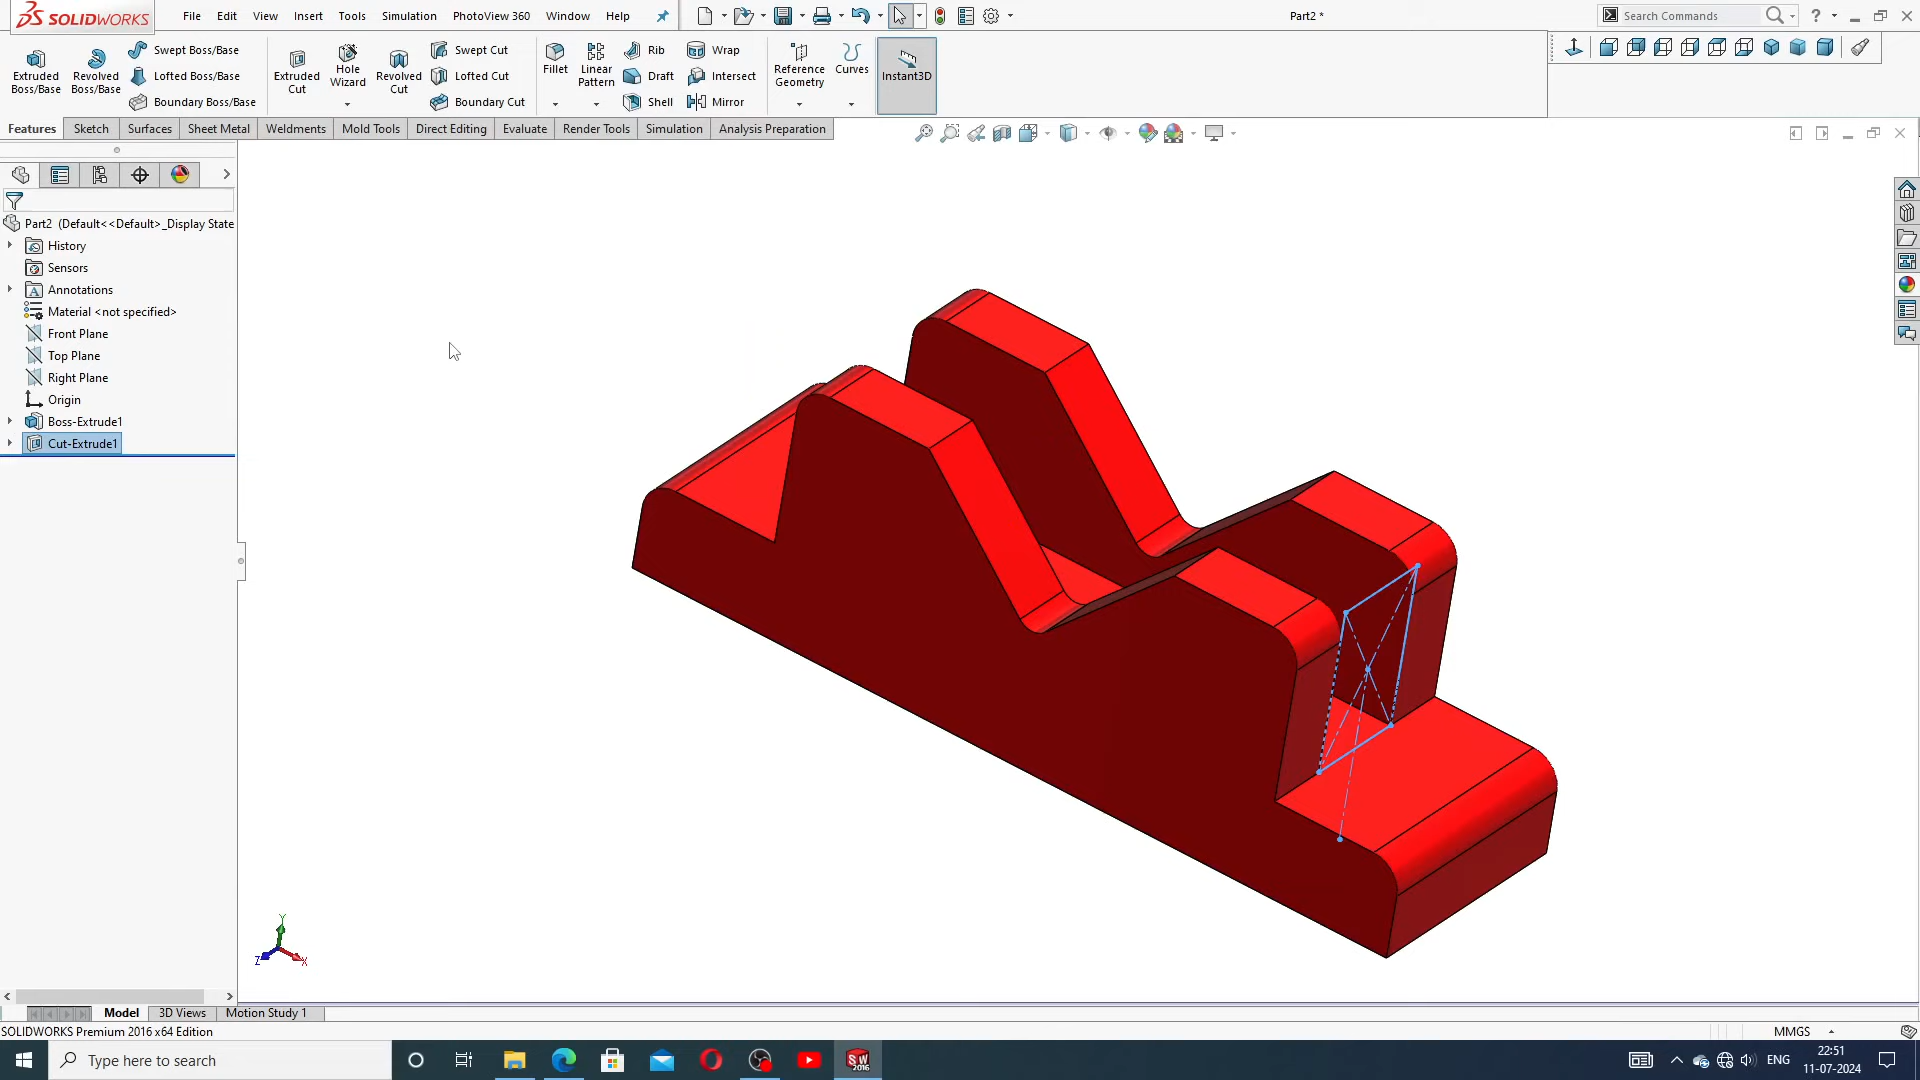 SOLIDWORKS
File Edit View Insert Tools Simulation PhotoView 360 Window Help
Part2 *
Search Commands
Extruded Boss/Base
Revolved Boss/Base
Swept Boss/Base
Lofted Boss/Base
Boundary Boss/Base
Extruded Cut
Hole Wizard
Revolved Cut
Swept Cut
Lofted Cut
Boundary Cut
Fillet
Linear Pattern
Rib
Draft
Shell
Wrap
Intersect
Mirror
Reference Geometry
Curves
Instant3D
Features Sketch Surfaces Sheet Metal Weldments Mold Tools Direct Editing Evaluate Render Tools Simulation Analysis Preparation
Part2 (Default<<Default>_Display State
History
Sensors
Annotations
Material <not specified>
Front Plane
Top Plane
Right Plane
Origin
Boss-Extrude1
Cut-Extrude1
Y
Z
X
Model 3D Views Motion Study 1
SOLIDWORKS Premium 2016 x64 Edition
MMGS
Type here to search
SW
2016
ENG
22:51
11-07-2024